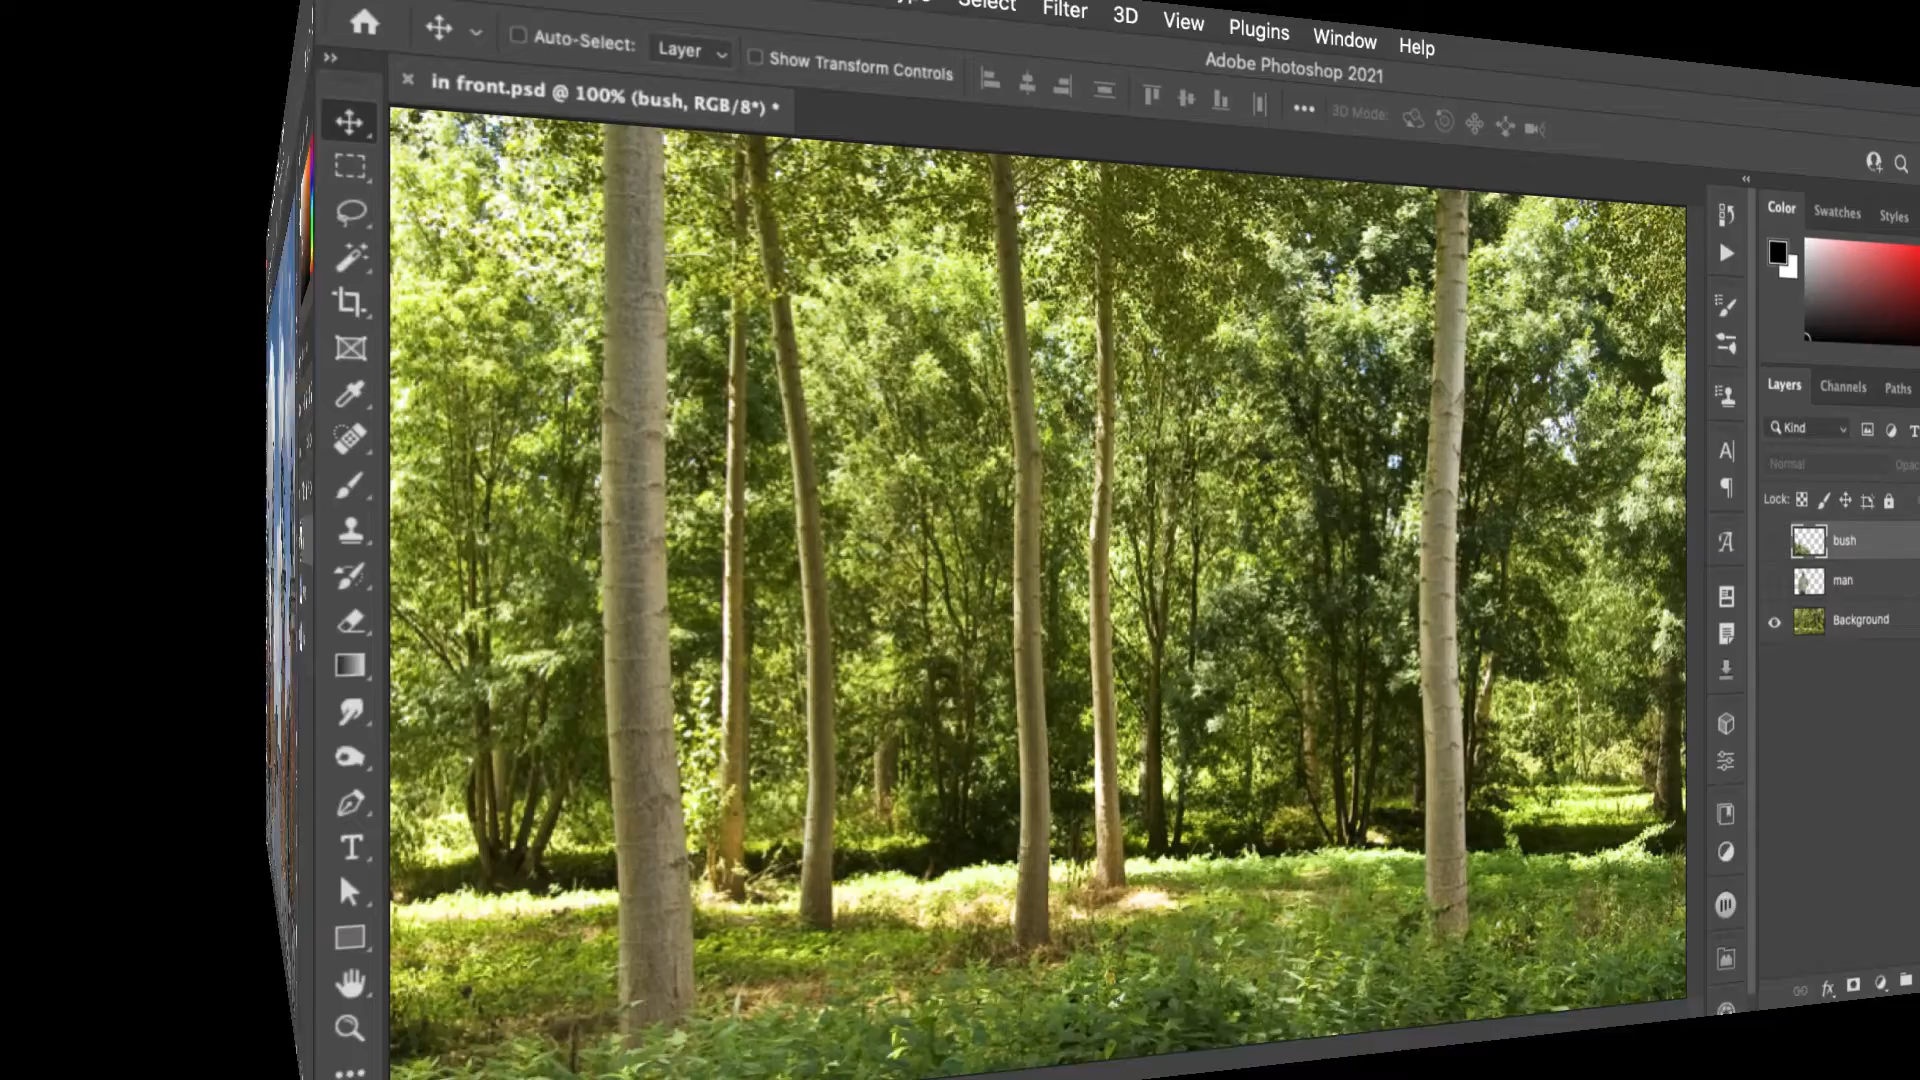 Select Filter 3D View Plugins Window Help
Adobe Photoshop 2021
Auto-Select: Layer Show Transform Controls
3D Mode:
in front.psd @ 100% (bush, RGB/8*) *
Color Swatches Styles
Layers Channels Paths
Kind
Normal
Lock:
bush
man
Background